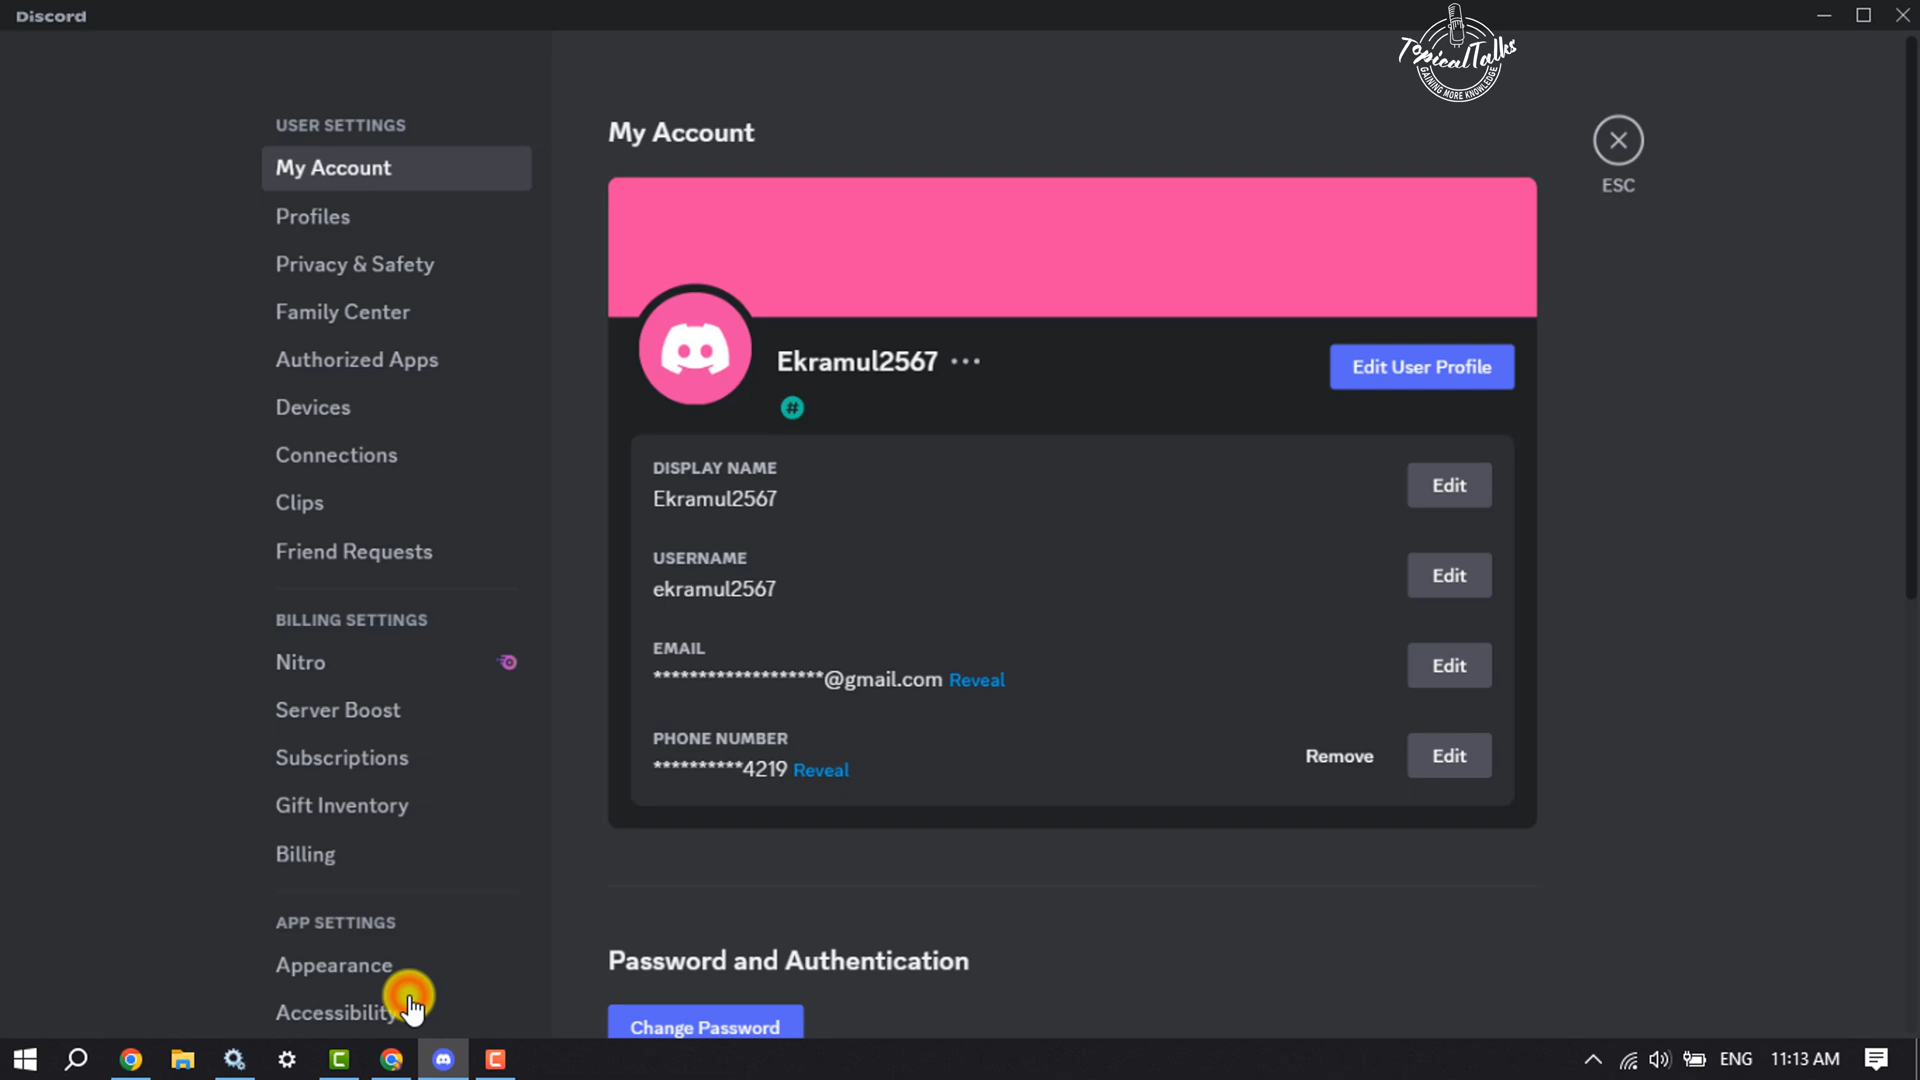 Discord
TopicalTalks
GAINING MORE KNOWLEDGE
USER SETTINGS
My Account
Profiles
Privacy & Safety
Family Center
Authorized Apps
Devices
Connections
Clips
Friend Requests
BILLING SETTINGS
Nitro
Server Boost
Subscriptions
Gift Inventory
Billing
APP SETTINGS
Appearance
Accessibility
My Account
ESC
Ekramul2567 •••
#
Edit User Profile
DISPLAY NAME
Ekramul2567
Edit
USERNAME
ekramul2567
Edit
EMAIL
*******************@gmail.com Reveal
Edit
PHONE NUMBER
**********4219 Reveal
Remove
Edit
Password and Authentication
Change Password
ENG
11:13 AM